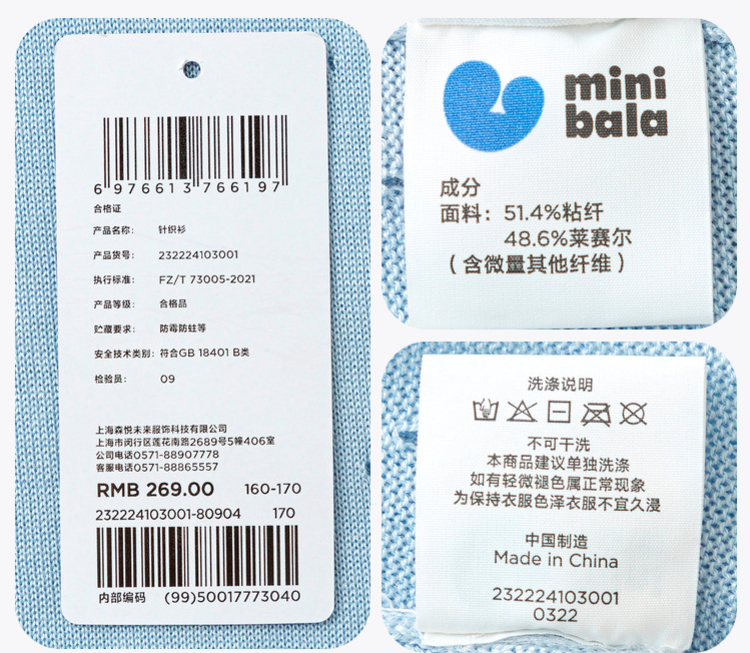 6 976613 766197
合格证
产品名称： 针织衫
产品货号： 232224103001
执行标准： FZ/T 73005-2021
产品等级： 合格品
贮藏要求： 防霉防蛀等
安全技术类别：符合GB 18401 B类
检验员： 09
上海森悦未来服饰科技有限公司
上海市闵行区莲花南路2689号5幢406室
公司电话0571-88907778
客服电话0571-88865557
RMB 269.00 160-170
232224103001-80904 170
内部编码 (99)50017773040
mini
bala
成分
面料：51.4%粘纤
48.6%莱赛尔
（含微量其他纤维）
洗涤说明
不可干洗
本商品建议单独洗涤
如有轻微褪色属正常现象
为保持衣服色泽衣服不宜久浸
中国制造
Made in China
232224103001
0322